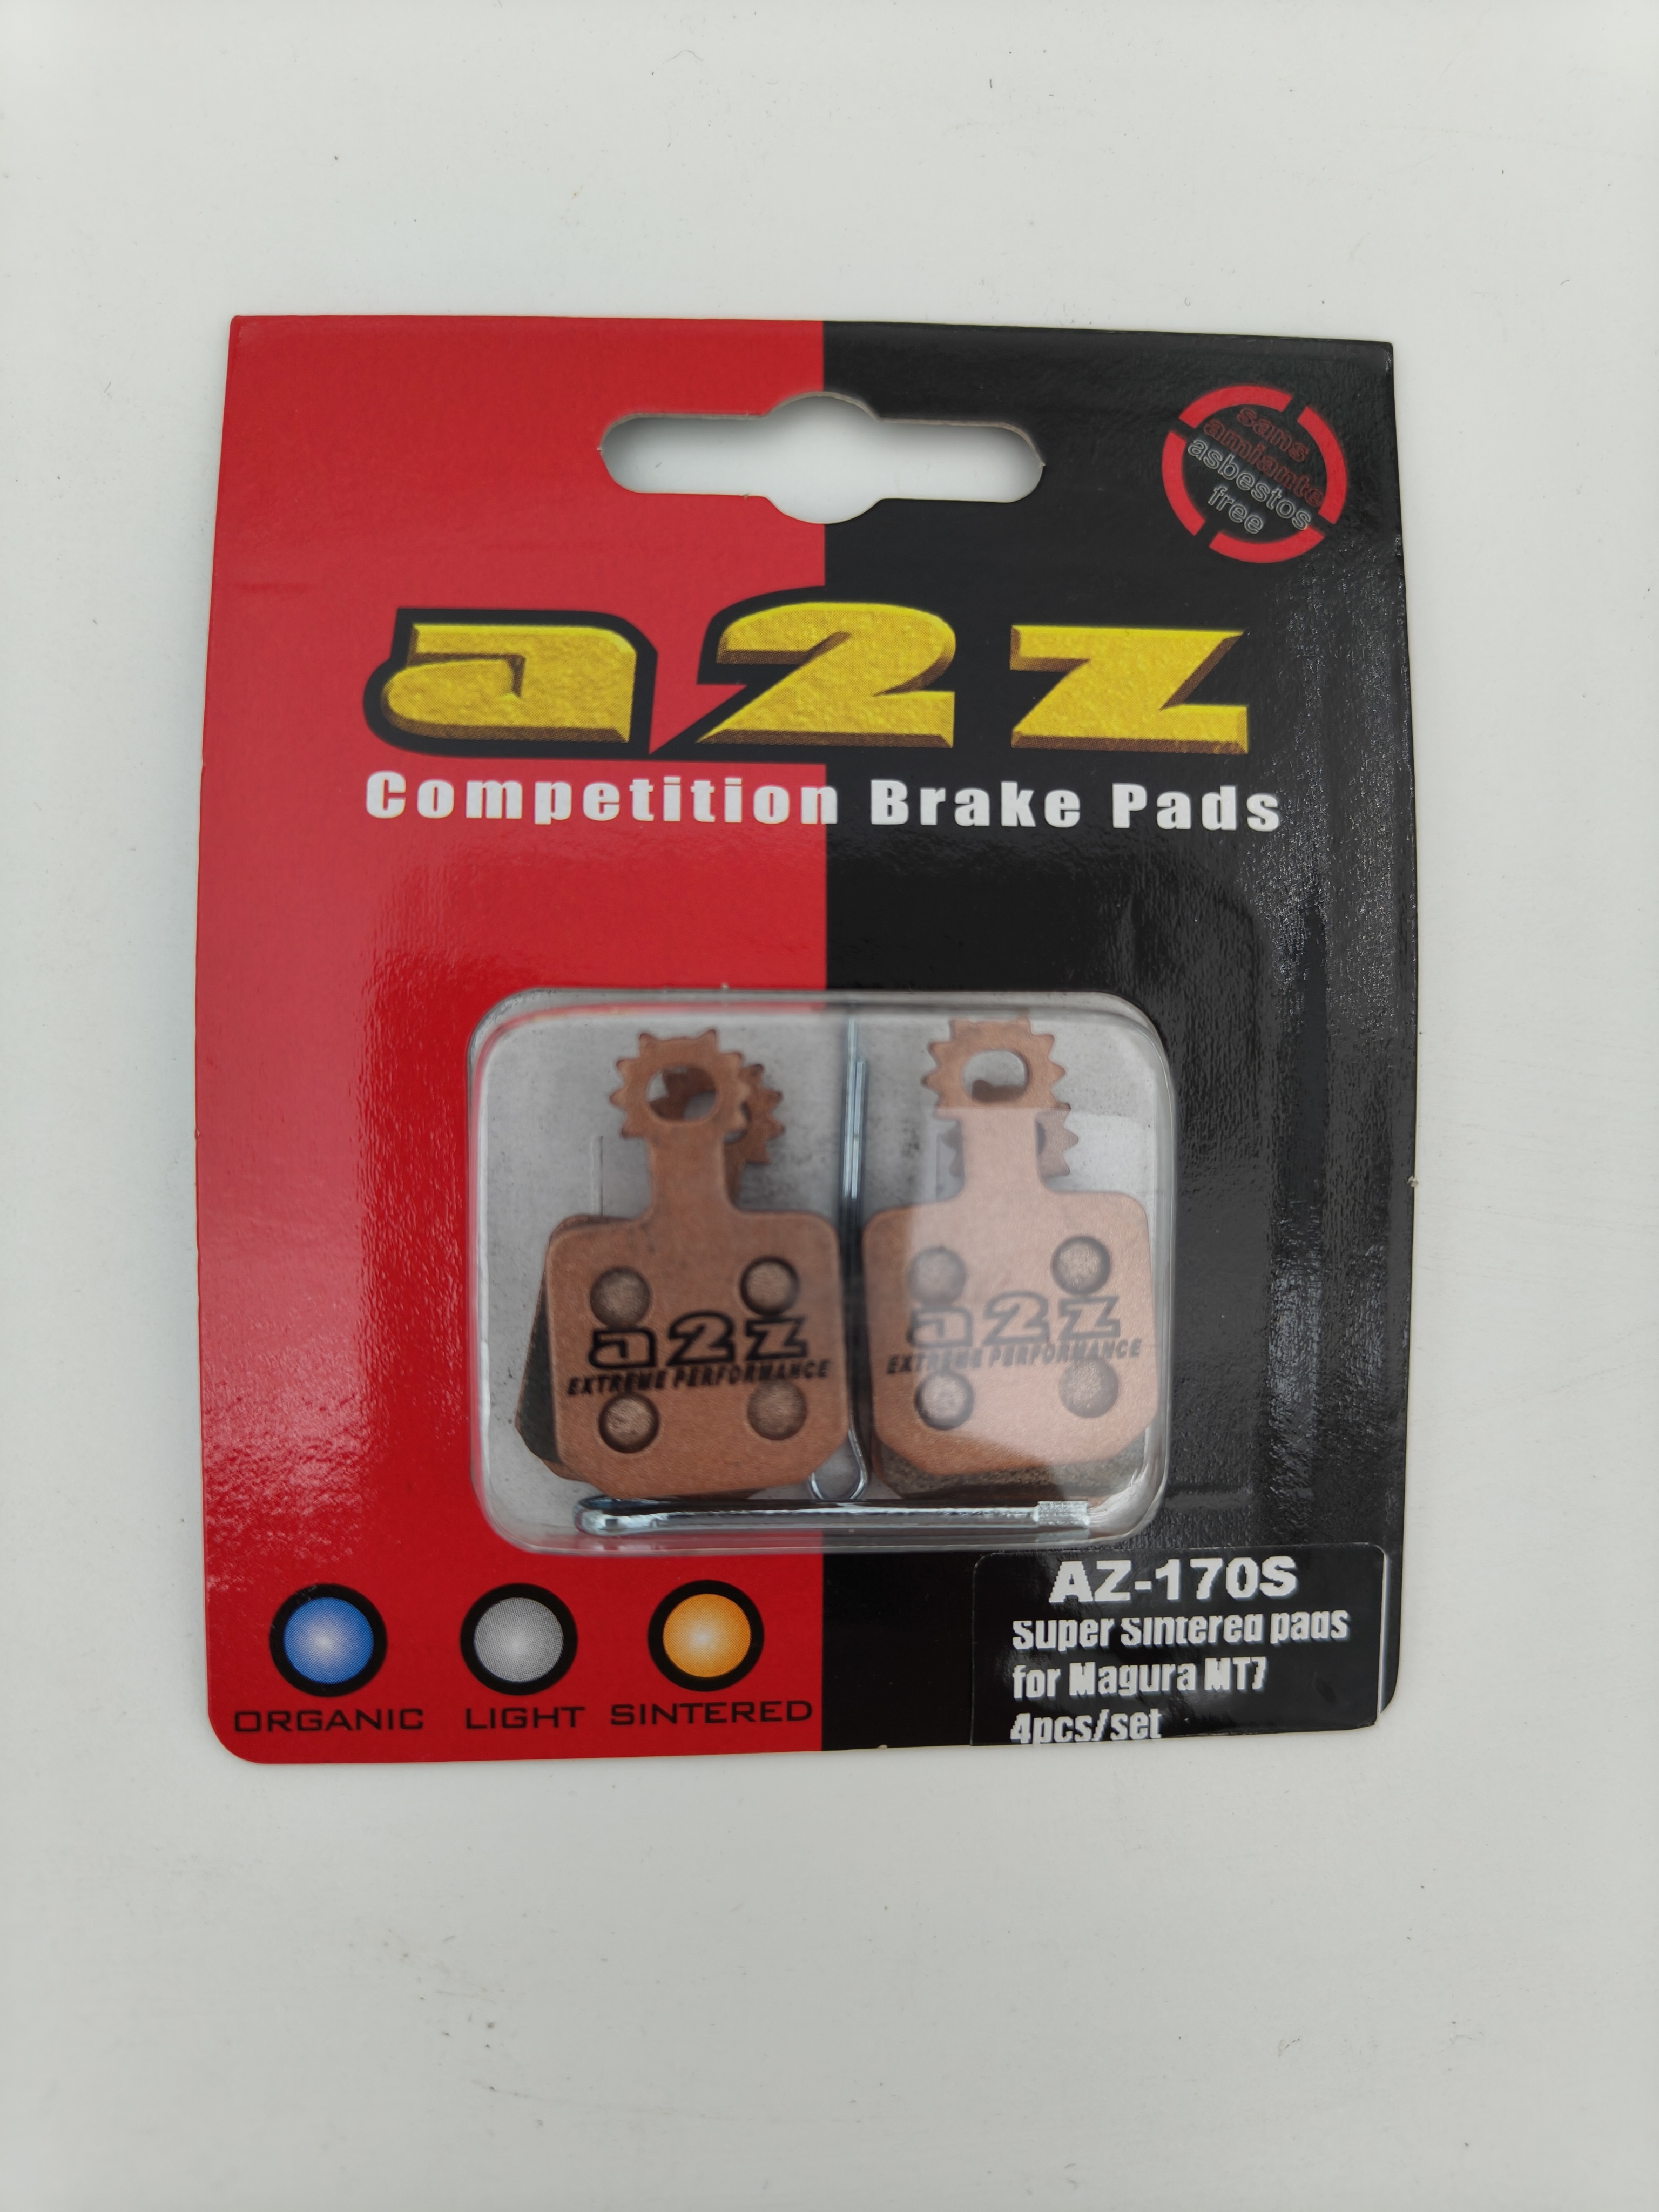 sans
amiante
asbestos
free
a2z
Competition Brake Pads
a2z
EXTREME PERFORMANCE
a2z
EXTREME PERFORMANCE
ORGANIC
LIGHT
SINTERED
AZ-170S
Super Sintered pads
for Magura MT7
4pcs/set